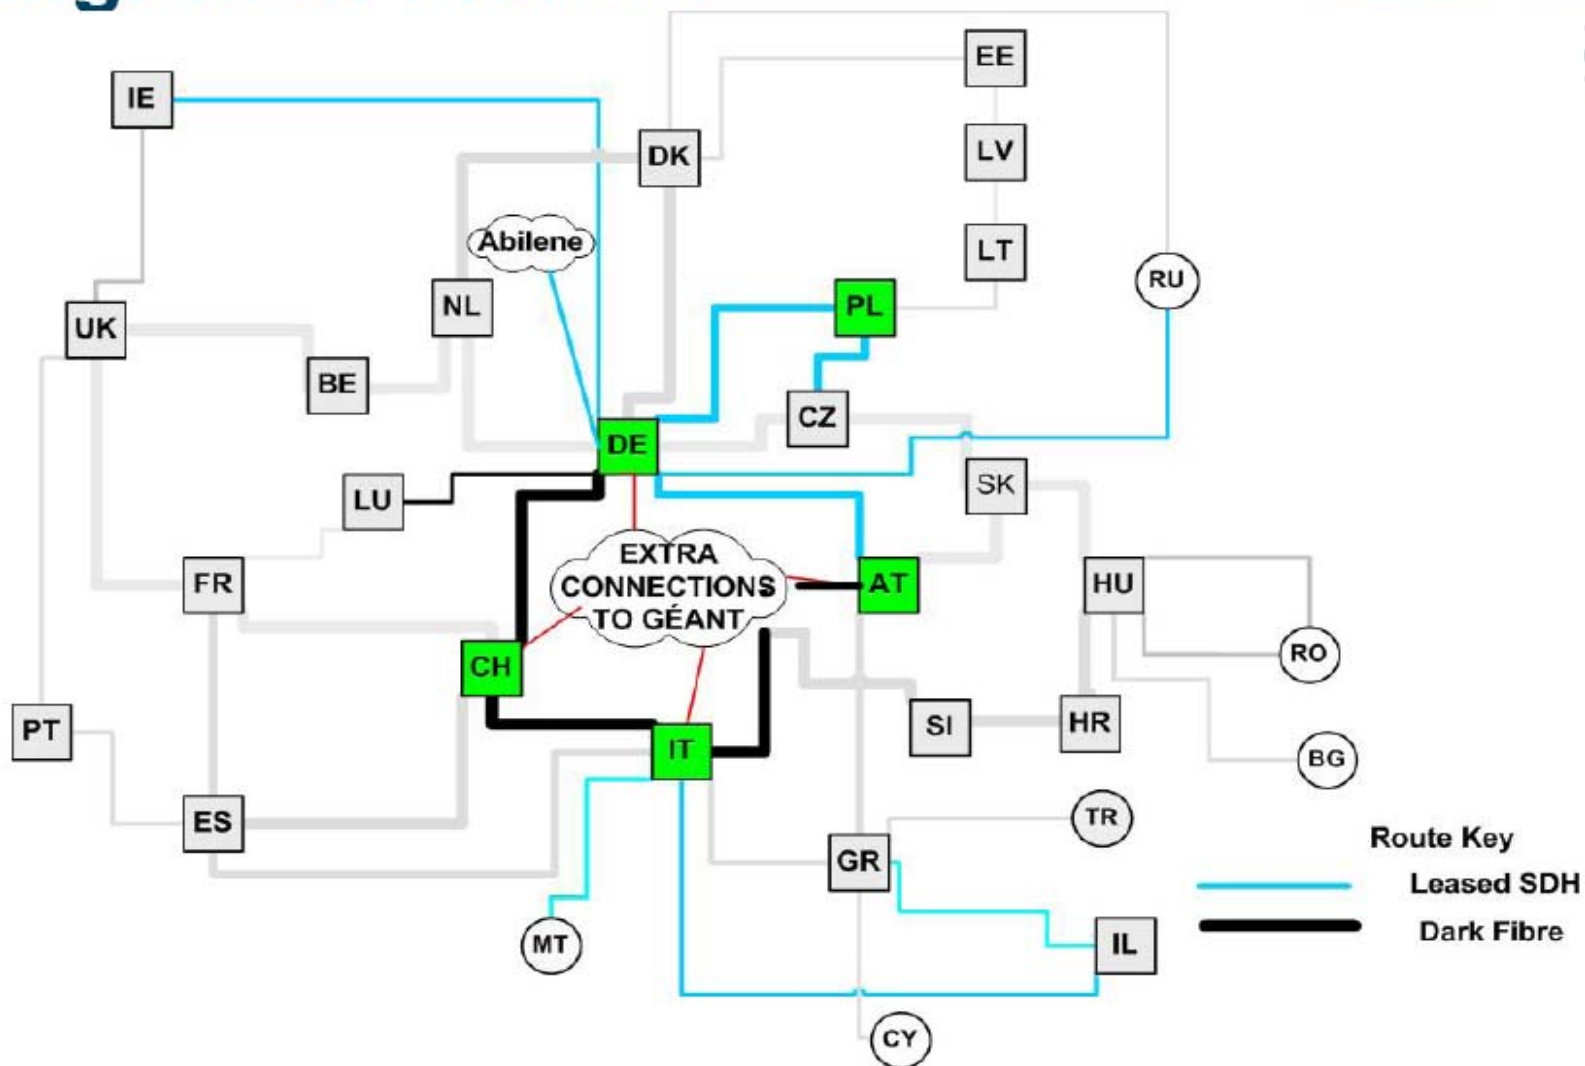 EE
IE
DK
LV
Abilene
LT
RU
NL
PL
UK
BE
CZ
DE
SK
LU
EXTRA
CONNECTIONS
TO GÉANT
FR
AT
HU
CH
RO
PT
SI
HR
IT
BG
ES
TR
GR
Route Key
Leased SDH
Dark Fibre
MT
IL
CY